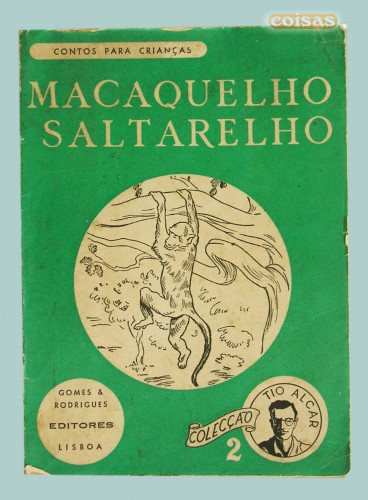 coisas
CONTOS PARA CRIANÇAS
MACAQUELHO
SALTARELHO
GOMES &
RODRIGUES
EDITORES
LISBOA
COLECÇÃO
2
TIO ALCAR